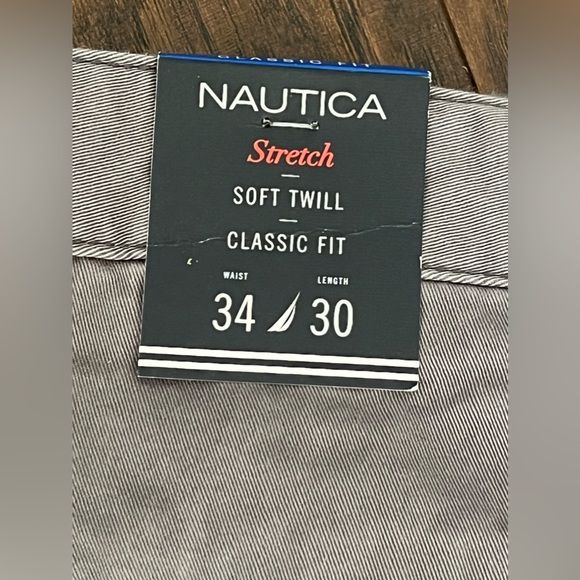 CLASSIC FIT
NAUTICA
Stretch
SOFT TWILL
CLASSIC FIT
WAIST LENGTH
34 30